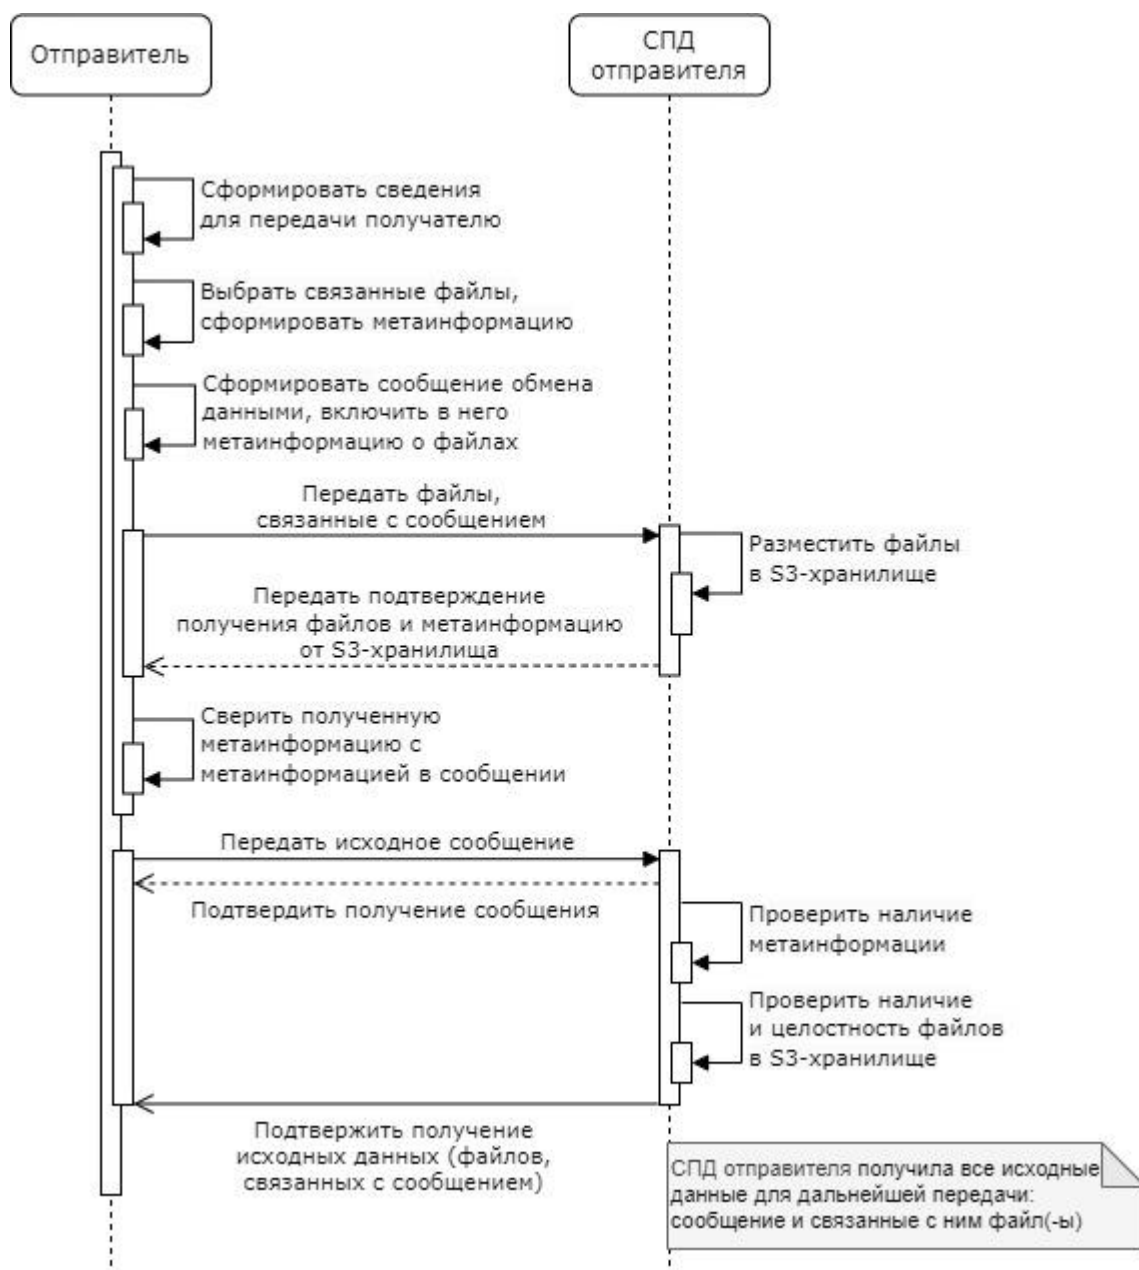 Отправитель
СПД
отправителя
Сформировать сведения
для передачи получателю
Выбрать связанные файлы,
сформировать метаинформацию
Сформировать сообщение обмена
данными, включить в него
метаинформацию о файлах
Передать файлы,
связанные с сообщением
Разместить файлы
в S3-хранилище
Передать подтверждение
получения файлов и метаинформацию
от S3-хранилища
Сверить полученную
метаинформацию с
метаинформацией в сообщении
Передать исходное сообщение
Подтвердить получение сообщения
Проверить наличие
метаинформации
Проверить наличие
и целостность файлов
в S3-хранилище
Подтвержить получение
исходных данных (файлов,
связанных с сообщением)
СПД отправителя получила все исходные
данные для дальнейшей передачи:
сообщение и связанные с ним файл(-ы)